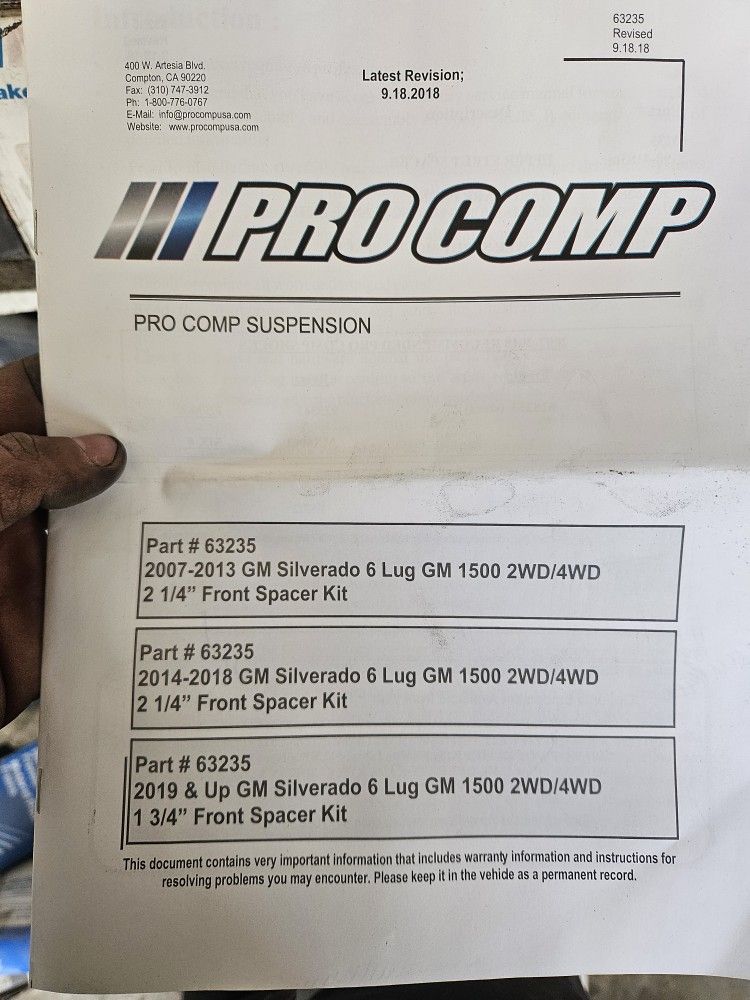 63235
Revised
9.18.18
400 W. Artesia Blvd.
Compton, CA 90220
Fax: (310) 747-3912
Ph: 1-800-776-0767
E-Mail: info@procompusa.com
Website: www.procompusa.com
Latest Revision;
9.18.2018
PRO COMP
PRO COMP SUSPENSION
Part # 63235
2007-2013 GM Silverado 6 Lug GM 1500 2WD/4WD
2 1/4” Front Spacer Kit
Part # 63235
2014-2018 GM Silverado 6 Lug GM 1500 2WD/4WD
2 1/4” Front Spacer Kit
Part # 63235
2019 & Up GM Silverado 6 Lug GM 1500 2WD/4WD
1 3/4” Front Spacer Kit
This document contains very important information that includes warranty information and instructions for
resolving problems you may encounter. Please keep it in the vehicle as a permanent record.